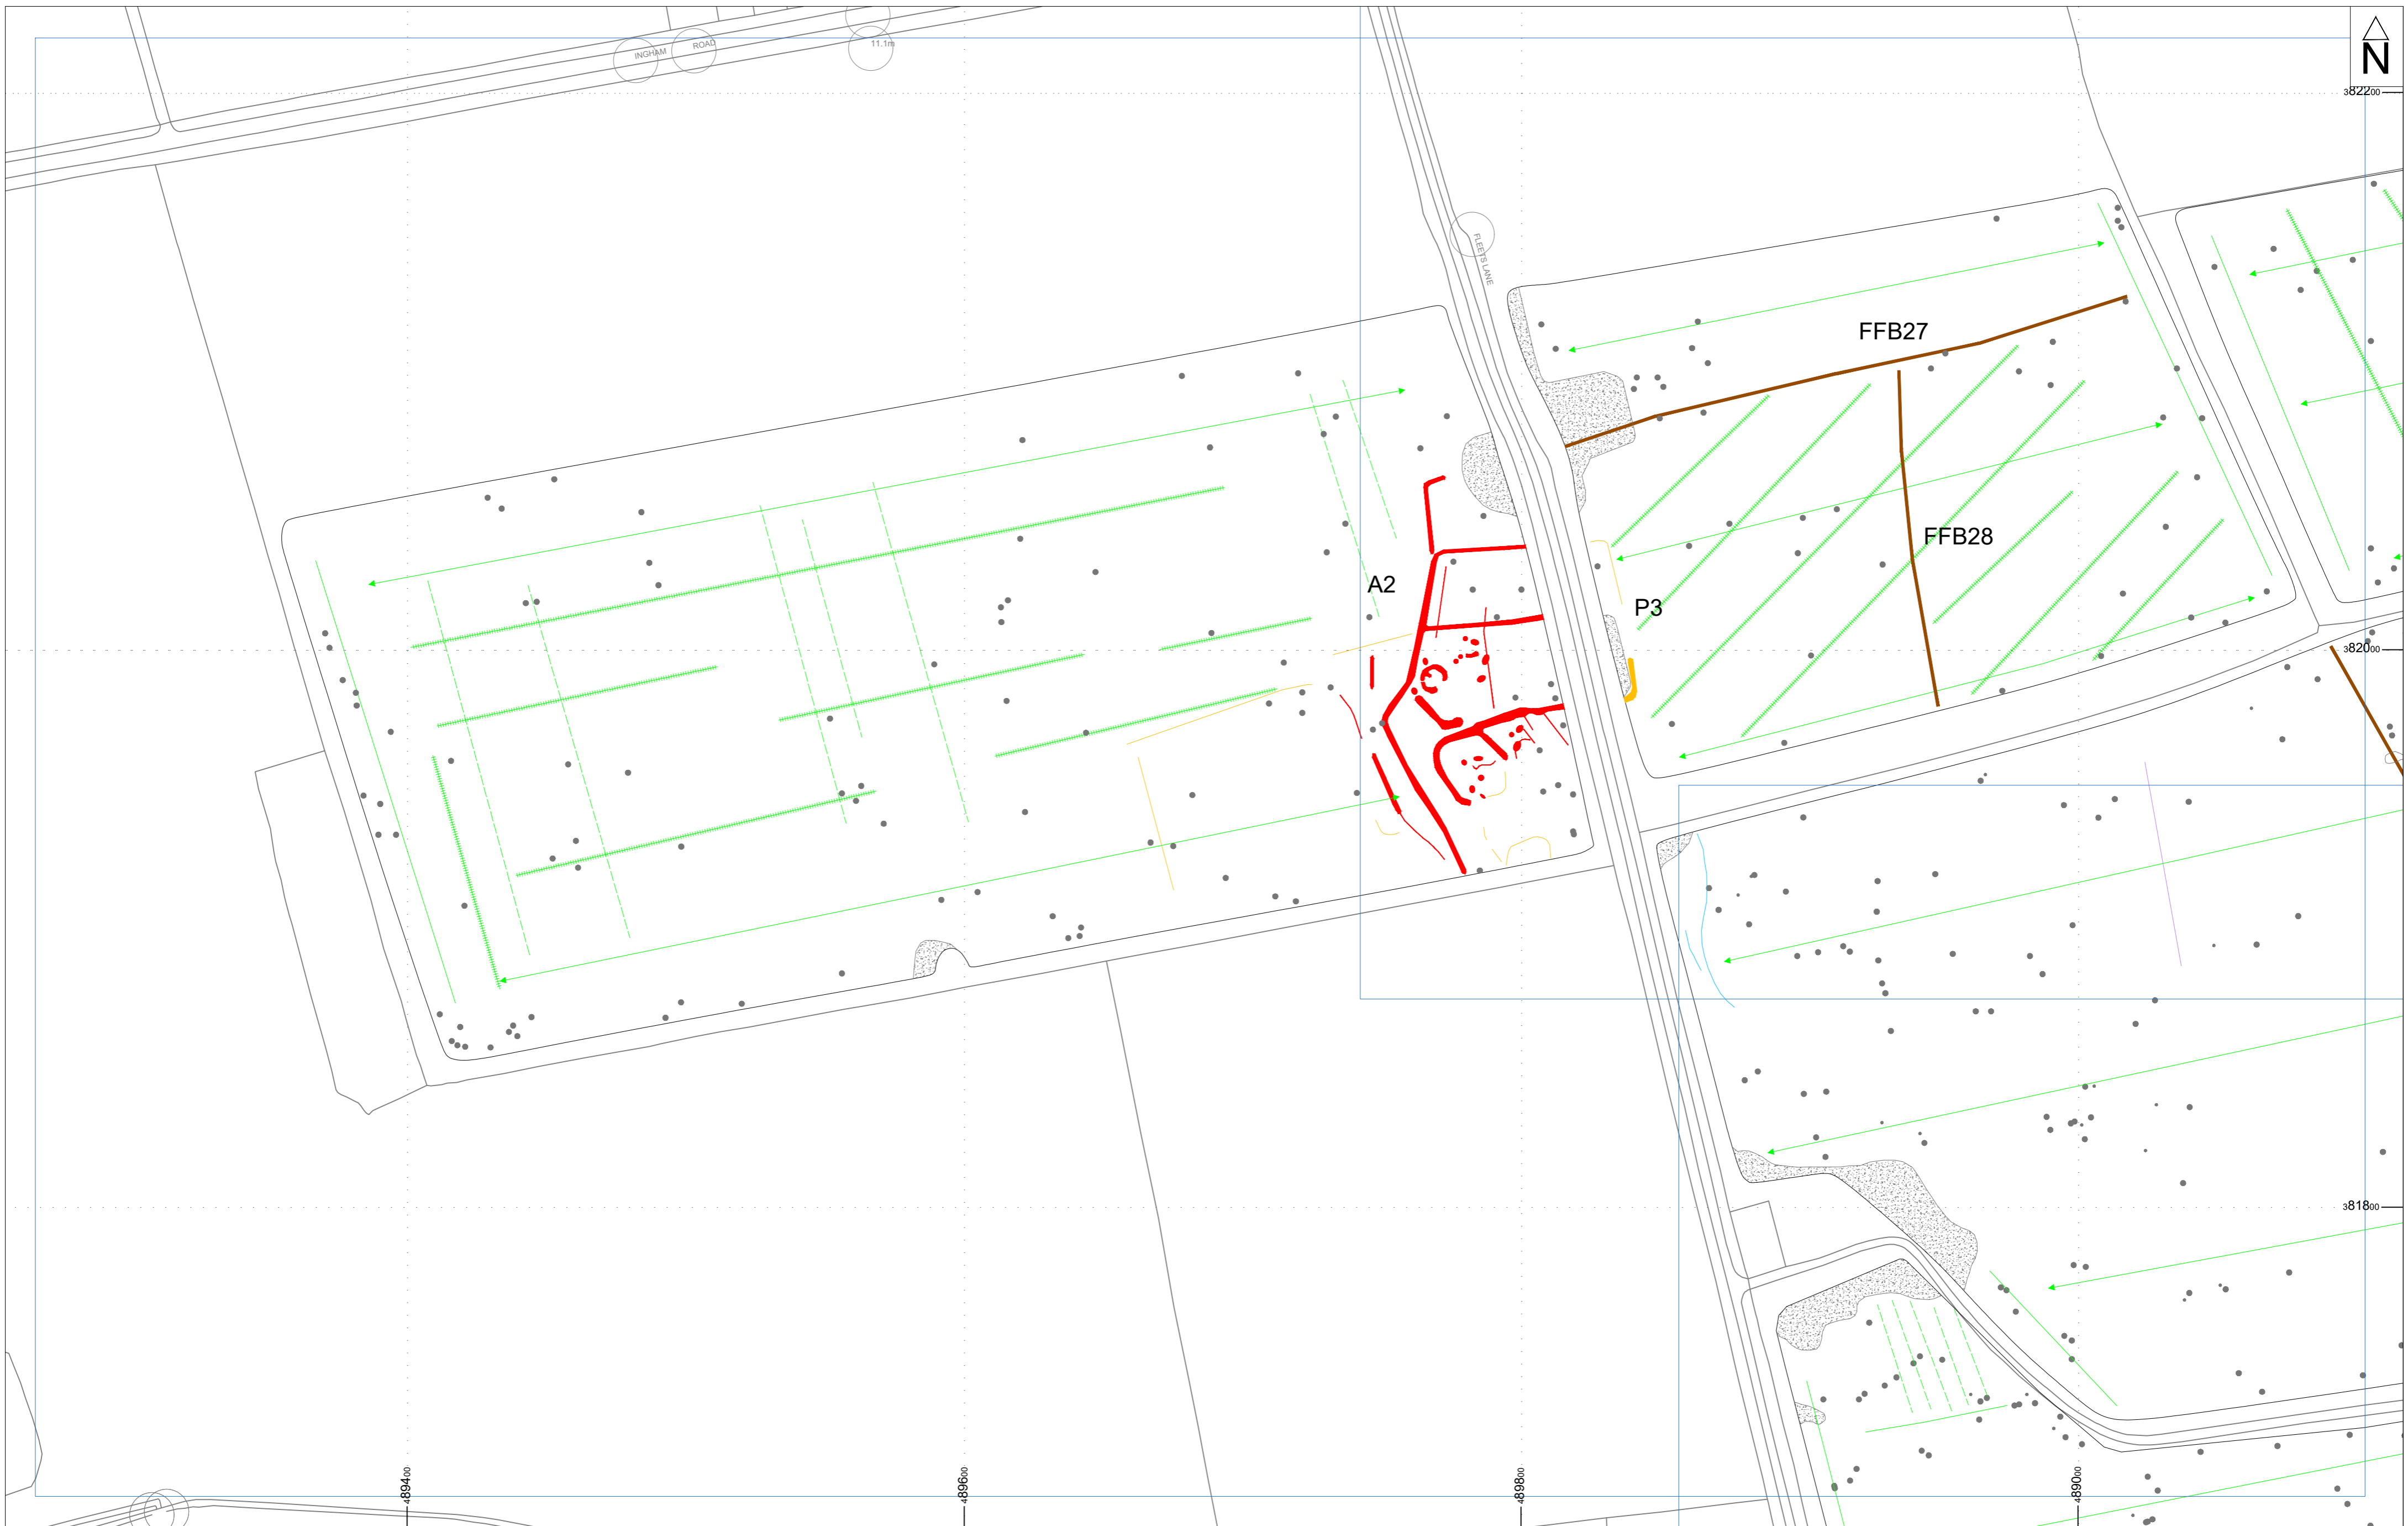 INGHAM ROAD
11.1m
N
382200
FLEETS LANE
FFB27
FFB28
A2
P3
382000
381800
489400
489600
489800
489000